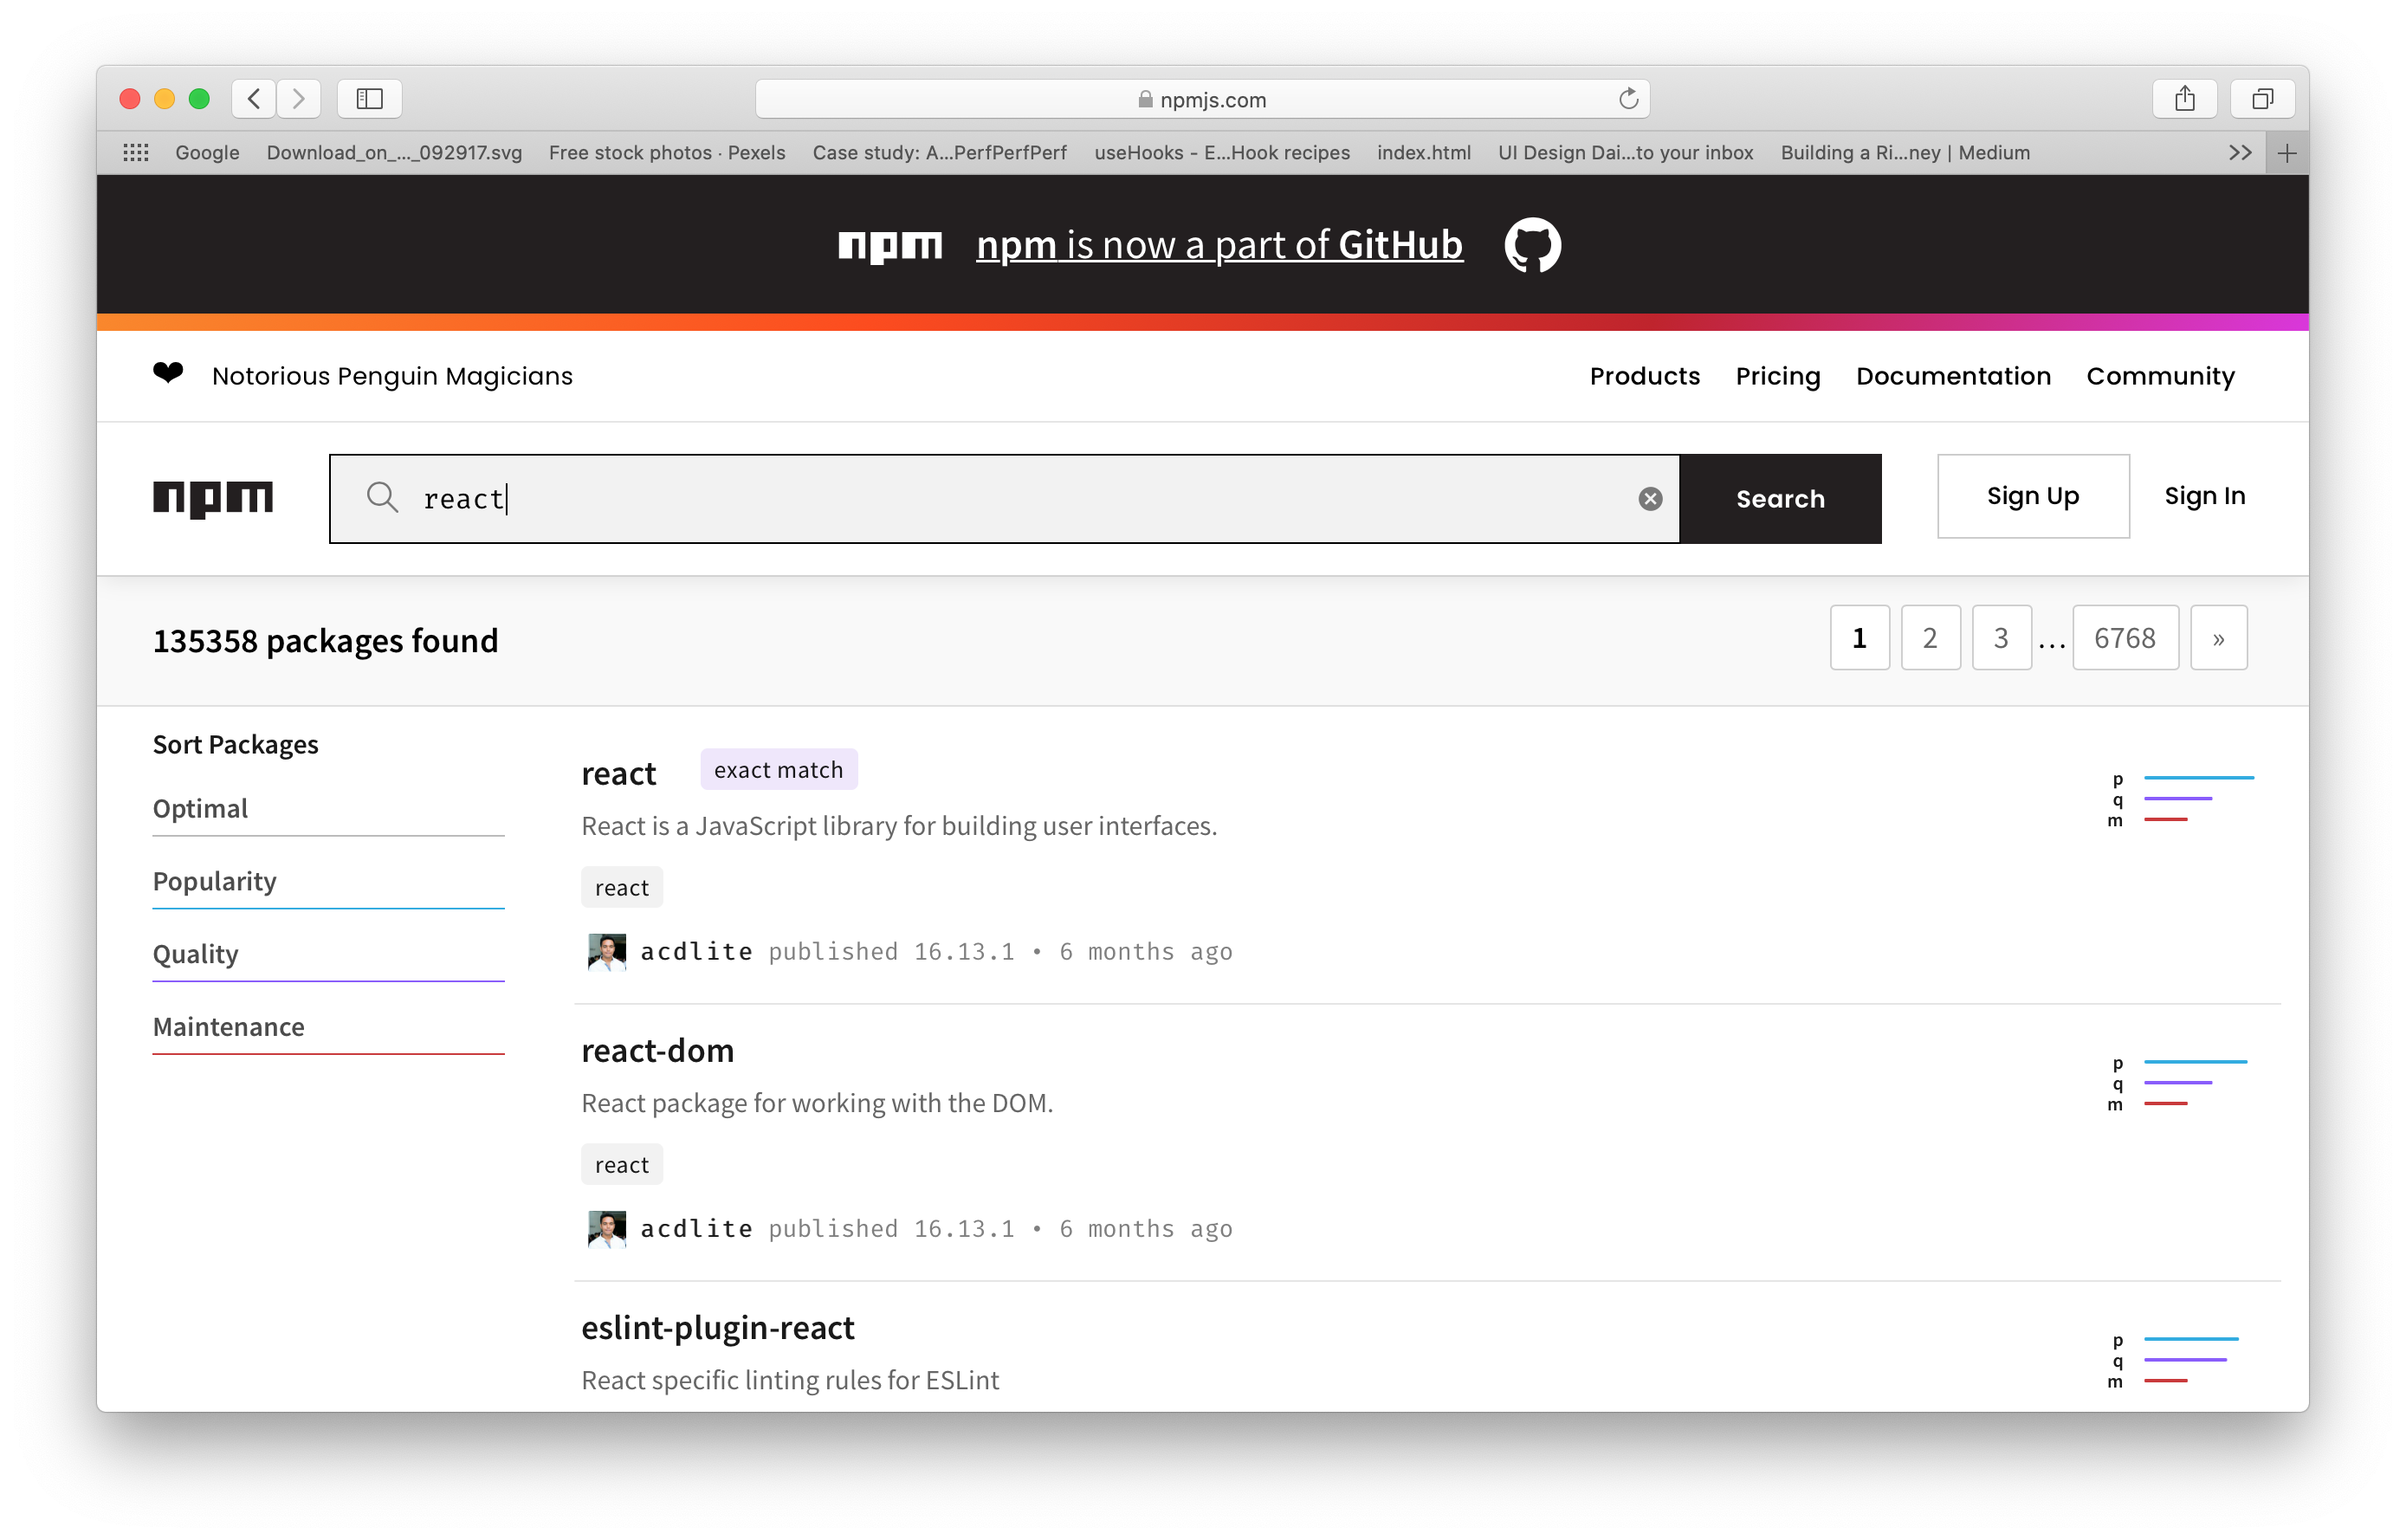 npmjs.com
Google Download_on_..._092917.svg Free stock photos · Pexels Case study: A...PerfPerfPerf useHooks - E...Hook recipes index.html UI Design Dai...to your inbox Building a Ri...ney | Medium >> +
npm npm is now a part of GitHub
❤ Notorious Penguin Magicians Products Pricing Documentation Community
npm react Search Sign Up Sign In
135358 packages found 1 2 3 ... 6768 »
Sort Packages
Optimal
Popularity
Quality
Maintenance
react exact match
React is a JavaScript library for building user interfaces.
react
acdlite published 16.13.1 • 6 months ago
p
q
m
react-dom
React package for working with the DOM.
react
acdlite published 16.13.1 • 6 months ago
p
q
m
eslint-plugin-react
React specific linting rules for ESLint
p
q
m